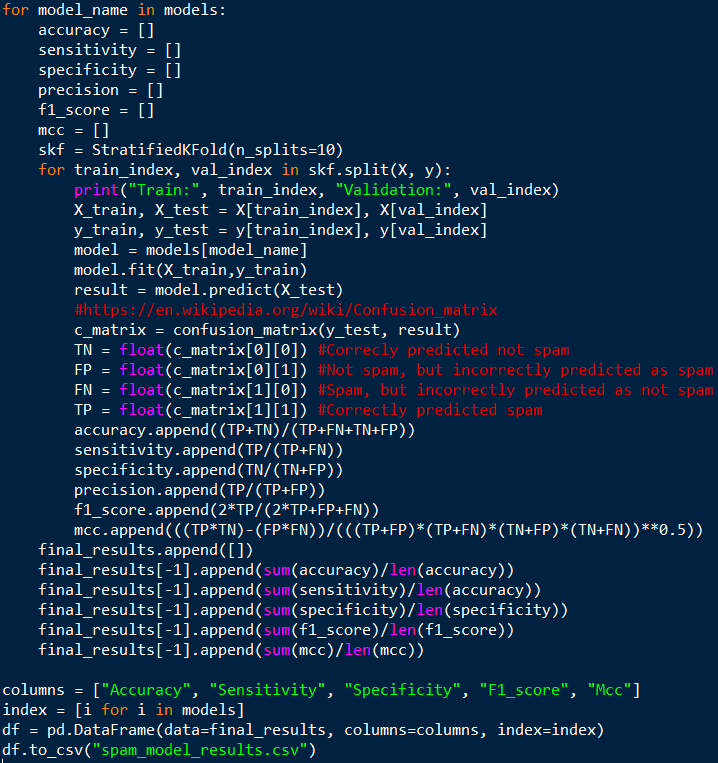 for model_name in models:
    accuracy = []
    sensitivity = []
    specificity = []
    precision = []
    f1_score = []
    mcc = []
    skf = StratifiedKFold(n_splits=10)
    for train_index, val_index in skf.split(X, y):
        print("Train:", train_index, "Validation:", val_index)
        X_train, X_test = X[train_index], X[val_index]
        y_train, y_test = y[train_index], y[val_index]
        model = models[model_name]
        model.fit(X_train,y_train)
        result = model.predict(X_test)
        #https://en.wikipedia.org/wiki/Confusion_matrix
        c_matrix = confusion_matrix(y_test, result)
        TN = float(c_matrix[0][0]) #Correcly predicted not spam
        FP = float(c_matrix[0][1]) #Not spam, but incorrectly predicted as spam
        FN = float(c_matrix[1][0]) #Spam, but incorrectly predicted as not spam
        TP = float(c_matrix[1][1]) #Correctly predicted spam
        accuracy.append((TP+TN)/(TP+FN+TN+FP))
        sensitivity.append(TP/(TP+FN))
        specificity.append(TN/(TN+FP))
        precision.append(TP/(TP+FP))
        f1_score.append(2*TP/(2*TP+FP+FN))
        mcc.append(((TP*TN)-(FP*FN))/(((TP+FP)*(TP+FN)*(TN+FP)*(TN+FN))**0.5))
    final_results.append([])
    final_results[-1].append(sum(accuracy)/len(accuracy))
    final_results[-1].append(sum(sensitivity)/len(accuracy))
    final_results[-1].append(sum(specificity)/len(specificity))
    final_results[-1].append(sum(f1_score)/len(f1_score))
    final_results[-1].append(sum(mcc)/len(mcc))

columns = ["Accuracy", "Sensitivity", "Specificity", "F1_score", "Mcc"]
index = [i for i in models]
df = pd.DataFrame(data=final_results, columns=columns, index=index)
df.to_csv("spam_model_results.csv")